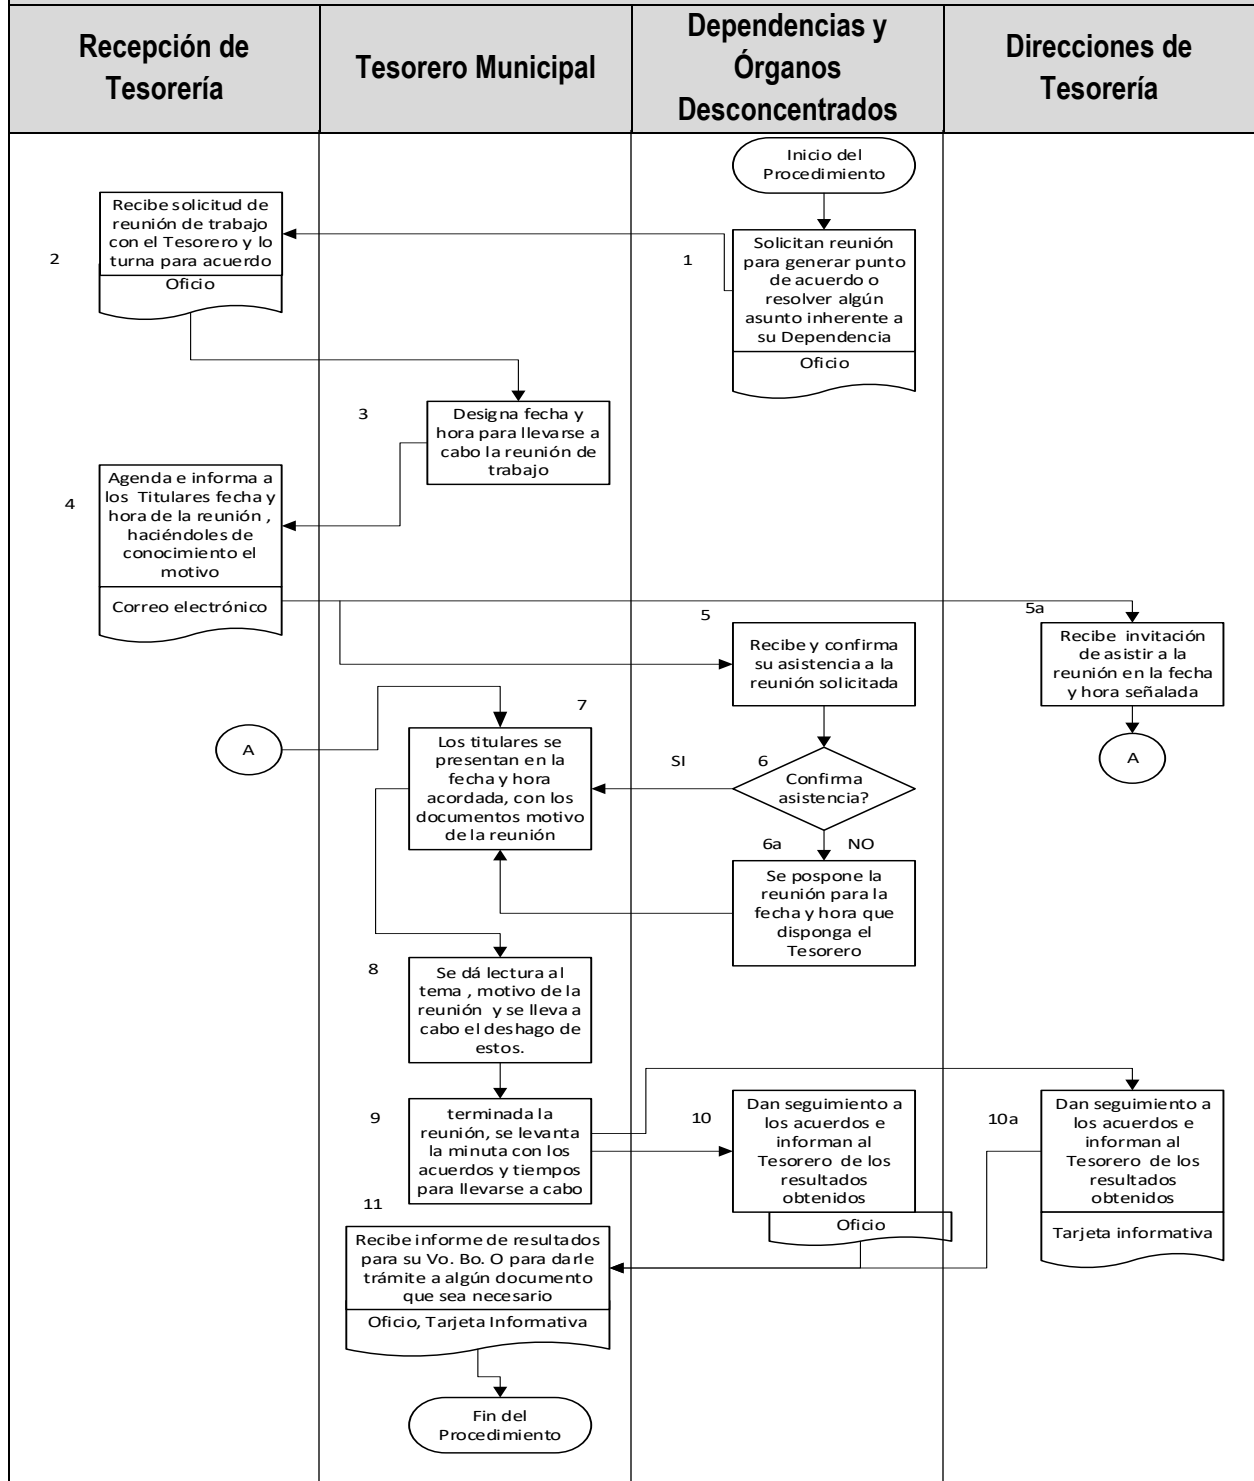 Recepción de
Tesorería
Tesorero Municipal
Dependencias y
Órganos
Desconcentrados
Direcciones de
Tesorería
Inicio del
Procedimiento
1
Solicitan reunión
para generar punto
de acuerdo o
resolver algún
asunto inherente a
su Dependencia
Oficio
2
Recibe solicitud de
reunión de trabajo
con el Tesorero y lo
turna para acuerdo
Oficio
3
Designa fecha y
hora para llevarse a
cabo la reunión de
trabajo
4
Agenda e informa a
los Titulares fecha y
hora de la reunión ,
haciéndoles de
conocimiento el
motivo
Correo electrónico
5
Recibe y confirma
su asistencia a la
reunión solicitada
5a
Recibe invitación
de asistir a la
reunión en la fecha
y hora señalada
A
6
Confirma
asistencia?
SI
NO
6a
Se pospone la
reunión para la
fecha y hora que
disponga el
Tesorero
A
7
Los titulares se
presentan en la
fecha y hora
acordada, con los
documentos motivo
de la reunión
8
Se dá lectura al
tema , motivo de la
reunión y se lleva a
cabo el deshago de
estos.
9
terminada la
reunión, se levanta
la minuta con los
acuerdos y tiempos
para llevarse a cabo
10
Dan seguimiento a
los acuerdos e
informan al
Tesorero de los
resultados
obtenidos
Oficio
10a
Dan seguimiento a
los acuerdos e
informan al
Tesorero de los
resultados
obtenidos
Tarjeta informativa
11
Recibe informe de resultados
para su Vo. Bo. O para darle
trámite a algún documento
que sea necesario
Oficio, Tarjeta Informativa
Fin del
Procedimiento